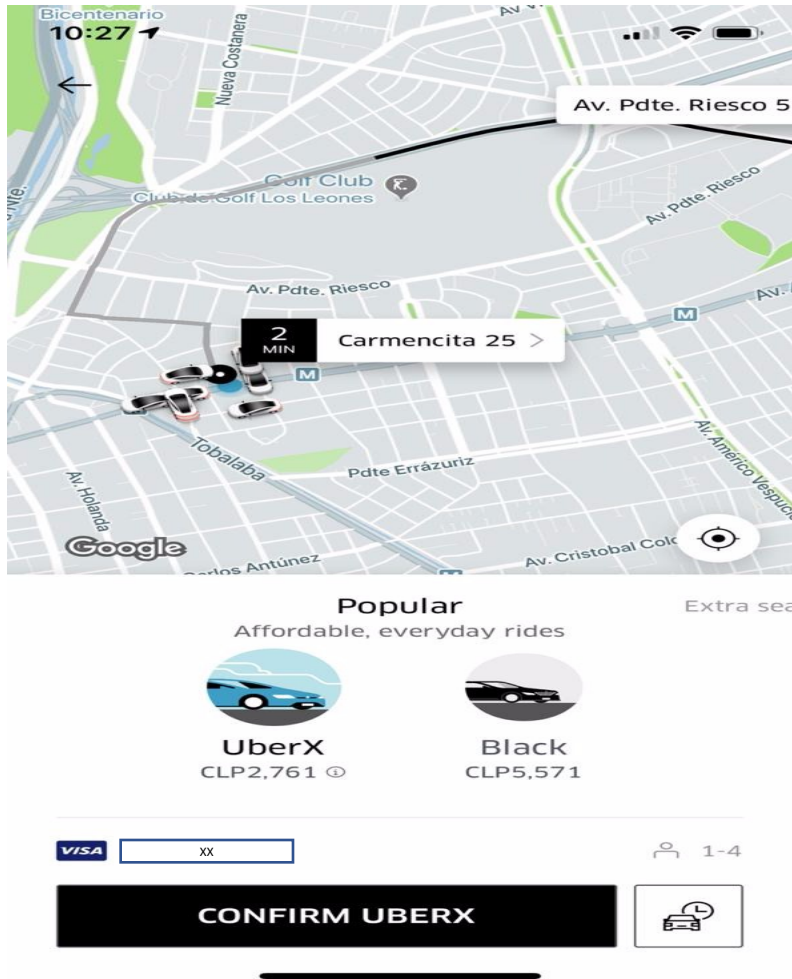 Bicentenario
10:27
Nueva Costanera
Av. Pdte. Riesco 5
Golf Club
Club de Golf Los Leones
Av. Pdte. Riesco
Av. Pdte. Riesco
Av.
M
2
MIN
Carmencita 25 >
M
Tobalaba
Av. Holanda
Pdte Errázuriz
Av. Américo Vespucio
Google
Carlos Antúnez
Av. Cristobal Colo
Popular
Extra sea
Affordable, everyday rides
UberX
Black
CLP2,761
CLP5,571
VISA
xx
1-4
CONFIRM UBERX